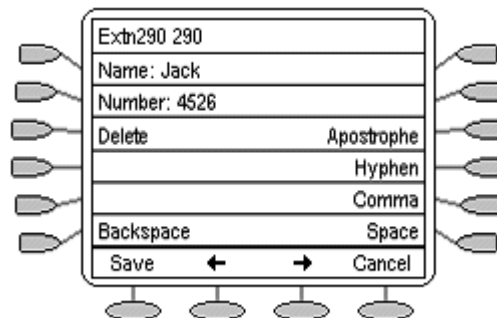 Extn290 290
Name: Jack
Number: 4526
Delete Apostrophe
Hyphen
Comma
Backspace Space
Save ← → Cancel